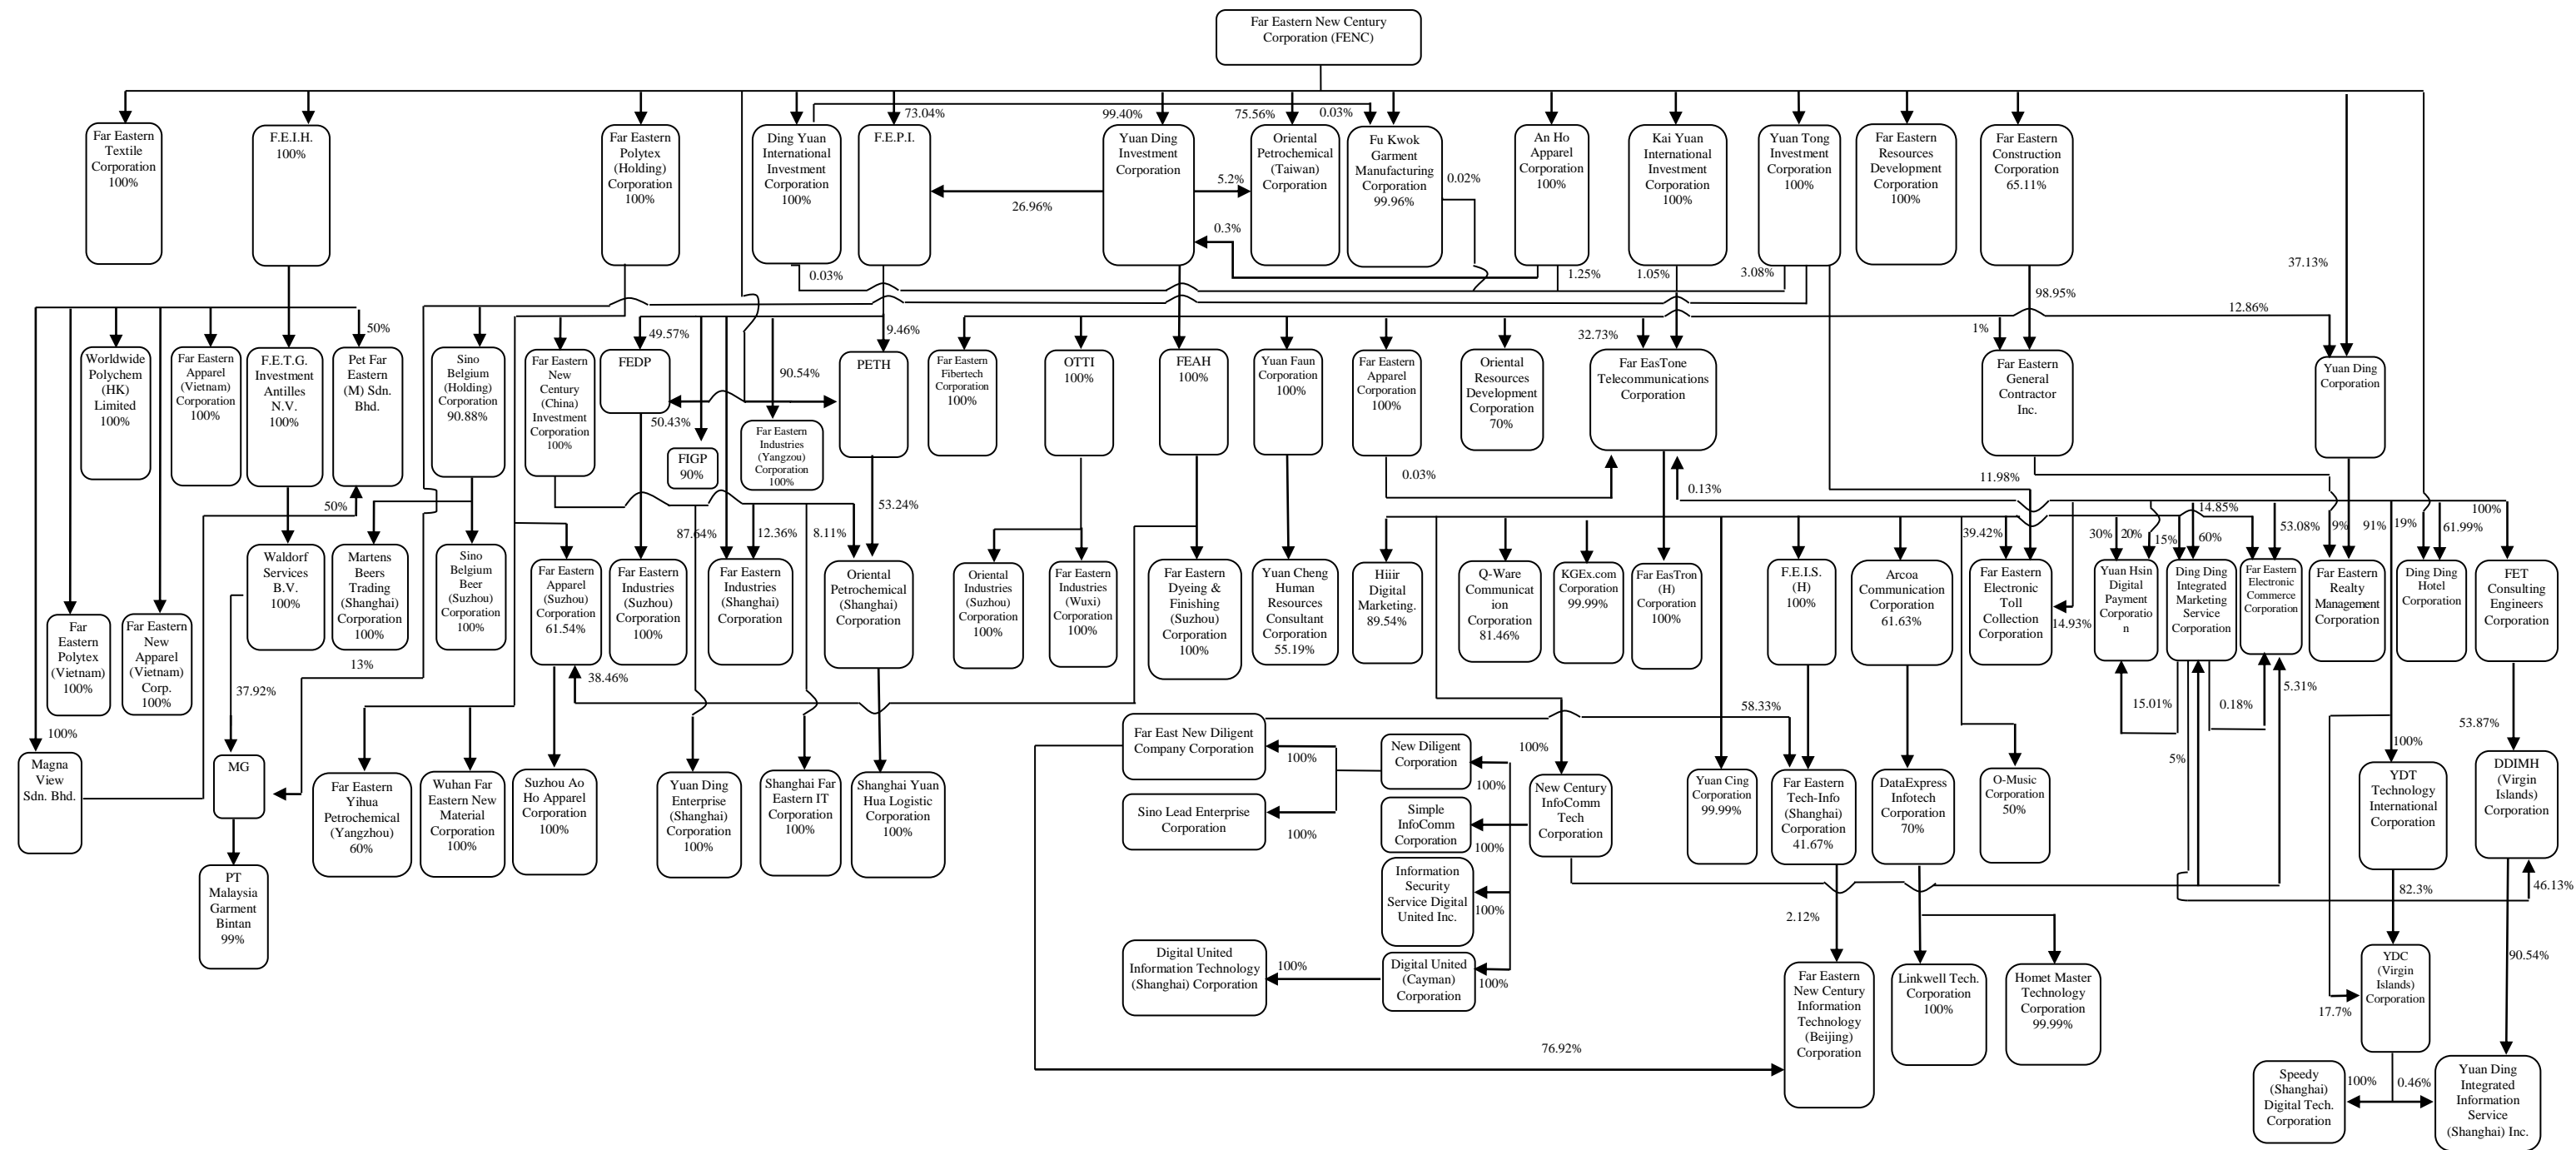 Far Eastern New Century
Corporation (FENC)
73.04%
99.40%
75.56%
0.03%
Far Eastern
Textile
Corporation
100%
F.E.I.H.
100%
Far Eastern
Polytex
(Holding)
Corporation
100%
Ding Yuan
International
Investment
Corporation
100%
F.E.P.I.
Yuan Ding
Investment
Corporation
Oriental
Petrochemical
(Taiwan)
Corporation
Fu Kwok
Garment
Manufacturing
Corporation
99.96%
An Ho
Apparel
Corporation
100%
Kai Yuan
International
Investment
Corporation
100%
Yuan Tong
Investment
Corporation
100%
Far Eastern
Resources
Development
Corporation
100%
Far Eastern
Construction
Corporation
65.11%
26.96%
5.2%
0.02%
0.3%
0.03%
1.25%
1.05%
3.08%
37.13%
98.95%
12.86%
50%
49.57%
9.46%
32.73%
1%
Worldwide
Polychem
(HK)
Limited
100%
Far Eastern
Apparel
(Vietnam)
Corporation
100%
F.E.T.G.
Investment
Antilles
N.V.
100%
Pet Far
Eastern
(M) Sdn.
Bhd.
Sino
Belgium
(Holding)
Corporation
90.88%
Far Eastern
New
Century
(China)
Investment
Corporation
100%
FEDP
90.54%
50.43%
FIGP
90%
Far Eastern
Industries
(Yangzou)
Corporation
100%
PETH
Far Eastern
Fibertech
Corporation
100%
OTTI
100%
FEAH
100%
Yuan Faun
Corporation
100%
Far Eastern
Apparel
Corporation
100%
Oriental
Resources
Development
Corporation
70%
Far EasTone
Telecommunications
Corporation
Far Eastern
General
Contractor
Inc.
Yuan Ding
Corporation
50%
87.64%
12.36%
8.11%
53.24%
0.03%
0.13%
11.98%
39.42%
30%
20%
15%
14.85%
60%
53.08%
9%
91%
19%
61.99%
100%
Far
Eastern
Polytex
(Vietnam)
100%
Far Eastern
New
Apparel
(Vietnam)
Corp.
100%
Waldorf
Services
B.V.
100%
Martens
Beers
Trading
(Shanghai)
Corporation
100%
Sino
Belgium
Beer
(Suzhou)
Corporation
100%
Far Eastern
Apparel
(Suzhou)
Corporation
61.54%
Far Eastern
Industries
(Suzhou)
Corporation
100%
Far Eastern
Industries
(Shanghai)
Corporation
Oriental
Petrochemical
(Shanghai)
Corporation
Oriental
Industries
(Suzhou)
Corporation
100%
Far Eastern
Industries
(Wuxi)
Corporation
100%
Far Eastern
Dyeing &
Finishing
(Suzhou)
Corporation
100%
Yuan Cheng
Human
Resources
Consultant
Corporation
55.19%
Hiiir
Digital
Marketing.
89.54%
Q-Ware
Communicat
ion
Corporation
81.46%
KGEx.com
Corporation
99.99%
Far EasTron
(H)
Corporation
100%
F.E.I.S.
(H)
100%
Arcoa
Communication
Corporation
61.63%
Far Eastern
Electronic
Toll
Collection
Corporation
14.93%
Yuan Hsin
Digital
Payment
Corporatio
n
Ding Ding
Integrated
Marketing
Service
Corporation
Far Eastern
Electronic
Commerce
Corporation
Far Eastern
Realty
Management
Corporation
Ding Ding
Hotel
Corporation
FET
Consulting
Engineers
Corporation
13%
37.92%
38.46%
58.33%
15.01%
0.18%
5.31%
53.87%
5%
100%
100%
Magna
View
Sdn. Bhd.
MG
Far Eastern
Yihua
Petrochemical
(Yangzhou)
60%
Wuhan Far
Eastern New
Material
Corporation
100%
Suzhou Ao
Ho Apparel
Corporation
100%
Yuan Ding
Enterprise
(Shanghai)
Corporation
100%
Shanghai Far
Eastern IT
Corporation
100%
Shanghai Yuan
Hua Logistic
Corporation
100%
Far East New Diligent
Company Corporation
100%
New Diligent
Corporation
100%
100%
New Century
InfoComm
Tech
Corporation
Yuan Cing
Corporation
99.99%
Far Eastern
Tech-Info
(Shanghai)
Corporation
41.67%
DataExpress
Infotech
Corporation
70%
O-Music
Corporation
50%
YDT
Technology
International
Corporation
DDIMH
(Virgin
Islands)
Corporation
Sino Lead Enterprise
Corporation
100%
Simple
InfoComm
Corporation
100%
PT
Malaysia
Garment
Bintan
99%
Information
Security
Service Digital
United Inc.
100%
2.12%
82.3%
46.13%
Digital United
Information Technology
(Shanghai) Corporation
100%
Digital United
(Cayman)
Corporation
100%
Far Eastern
New Century
Information
Technology
(Beijing)
Corporation
Linkwell Tech.
Corporation
100%
Homet Master
Technology
Corporation
99.99%
YDC
(Virgin
Islands)
Corporation
90.54%
17.7%
76.92%
Speedy
(Shanghai)
Digital Tech.
Corporation
100%
0.46%
Yuan Ding
Integrated
Information
Service
(Shanghai) Inc.